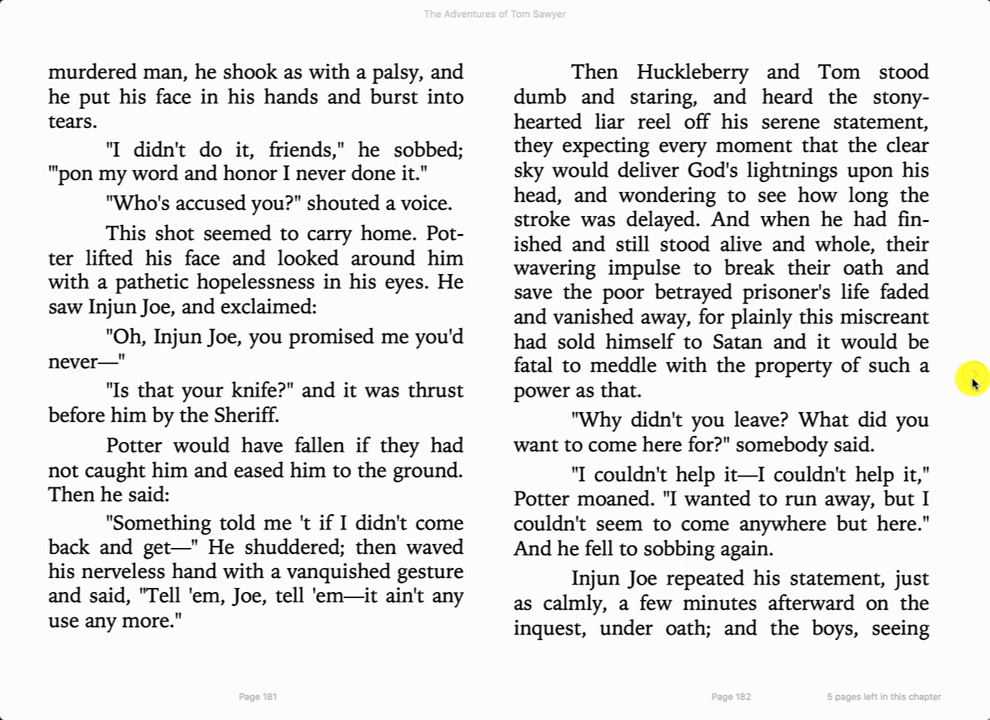 The Adventures of Tom Sawyer
murdered man, he shook as with a palsy, and
he put his face in his hands and burst into
tears.
"I didn't do it, friends," he sobbed;
"'pon my word and honor I never done it."
"Who's accused you?" shouted a voice.
This shot seemed to carry home. Pot-
ter lifted his face and looked around him
with a pathetic hopelessness in his eyes. He
saw Injun Joe, and exclaimed:
"Oh, Injun Joe, you promised me you'd
never—"
"Is that your knife?" and it was thrust
before him by the Sheriff.
Potter would have fallen if they had
not caught him and eased him to the ground.
Then he said:
"Something told me 't if I didn't come
back and get—" He shuddered; then waved
his nerveless hand with a vanquished gesture
and said, "Tell 'em, Joe, tell 'em—it ain't any
use any more."
Then Huckleberry and Tom stood
dumb and staring, and heard the stony-
hearted liar reel off his serene statement,
they expecting every moment that the clear
sky would deliver God's lightnings upon his
head, and wondering to see how long the
stroke was delayed. And when he had fin-
ished and still stood alive and whole, their
wavering impulse to break their oath and
save the poor betrayed prisoner's life faded
and vanished away, for plainly this miscreant
had sold himself to Satan and it would be
fatal to meddle with the property of such a
power as that.
"Why didn't you leave? What did you
want to come here for?" somebody said.
"I couldn't help it—I couldn't help it,"
Potter moaned. "I wanted to run away, but I
couldn't seem to come anywhere but here."
And he fell to sobbing again.
Injun Joe repeated his statement, just
as calmly, a few minutes afterward on the
inquest, under oath; and the boys, seeing
Page 181
Page 182
5 pages left in this chapter